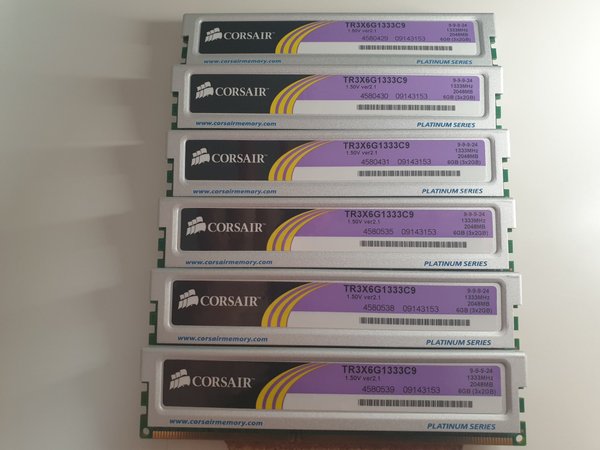 CORSAIR
TR3X6G1333C9
1.50V ver2.1
4580429 09143153
9-9-9-24
1333MHz
2048MB
6GB (3x2GB)
www.corsairmemory.com
PLATINUM SERIES
CORSAIR
TR3X6G1333C9
1.50V ver2.1
4580430 09143153
9-9-9-24
1333MHz
2048MB
6GB (3x2GB)
www.corsairmemory.com
PLATINUM SERIES
CORSAIR
TR3X6G1333C9
1.50V ver2.1
4580431 09143153
9-9-9-24
1333MHz
2048MB
6GB (3x2GB)
www.corsairmemory.com
PLATINUM SERIES
CORSAIR
TR3X6G1333C9
1.50V ver2.1
4580535 09143153
9-9-9-24
1333MHz
2048MB
6GB (3x2GB)
www.corsairmemory.com
PLATINUM SERIES
CORSAIR
TR3X6G1333C9
1.50V ver2.1
4580538 09143153
9-9-9-24
1333MHz
2048MB
6GB (3x2GB)
www.corsairmemory.com
PLATINUM SERIES
CORSAIR
TR3X6G1333C9
1.50V ver2.1
4580539 09143153
9-9-9-24
1333MHz
2048MB
6GB (3x2GB)
www.corsairmemory.com
PLATINUM SERIES